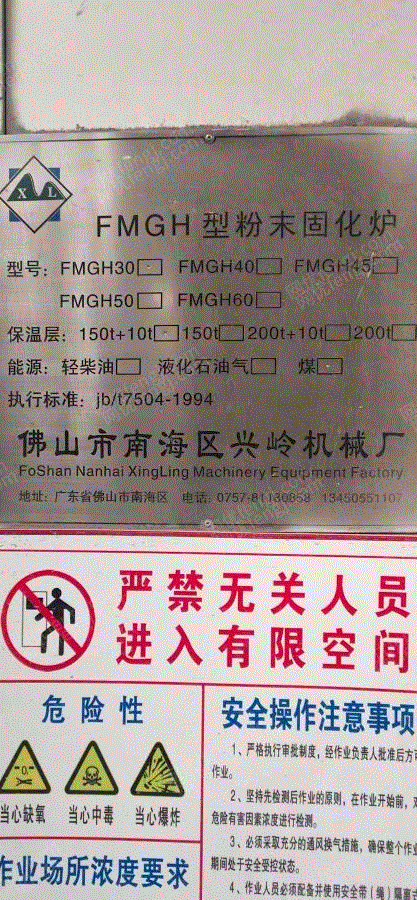 XL
FMGH 型粉末固化炉
型号：FMGH30□ FMGH40□ FMGH45□
FMGH50□ FMGH60□
保温层：150t+10t□ 150t□ 200t+10t□ 200t□
能源：轻柴油□ 液化石油气□ 煤□
执行标准：jb/t7504-1994
佛山市南海区兴岭机械厂
FoShan Nanhai XingLing Machinery Equipment Factory
地址：广东省佛山市南海区 电话：0757-81130958 13450551107
严禁无关人员
进入有限空间
危险性
当心缺氧 当心中毒 当心爆炸
作业场所浓度要求
安全操作注意事项
1、严格执行审批制度，经作业负责人批准后方可
作业。
2、坚持先检测后作业的原则，在作业开始前，对
危险有害因素浓度进行检测。
3、必须采取充分的通风换气措施，确保整个作业
期间处于安全受控状态。
4、作业人员必须配备并使用安全带（绳）隔离式